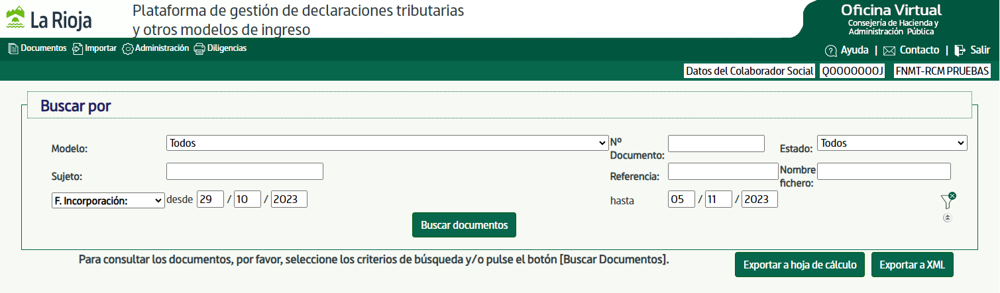 La Rioja
Plataforma de gestión de declaraciones tributarias
y otros modelos de ingreso
Oficina Virtual
Consejería de Hacienda y
Administración Pública
Documentos Importar Administración Diligencias
Ayuda | Contacto | Salir
Datos del Colaborador Social Q0000000J FNMT-RCM PRUEBAS
Buscar por
Modelo: Todos Nº Documento: Estado: Todos
Sujeto: Referencia: Nombre fichero:
F. Incorporación: desde 29 / 10 / 2023 hasta 05 / 11 / 2023
Buscar documentos
Para consultar los documentos, por favor, seleccione los criterios de búsqueda y/o pulse el botón [Buscar Documentos].
Exportar a hoja de cálculo Exportar a XML